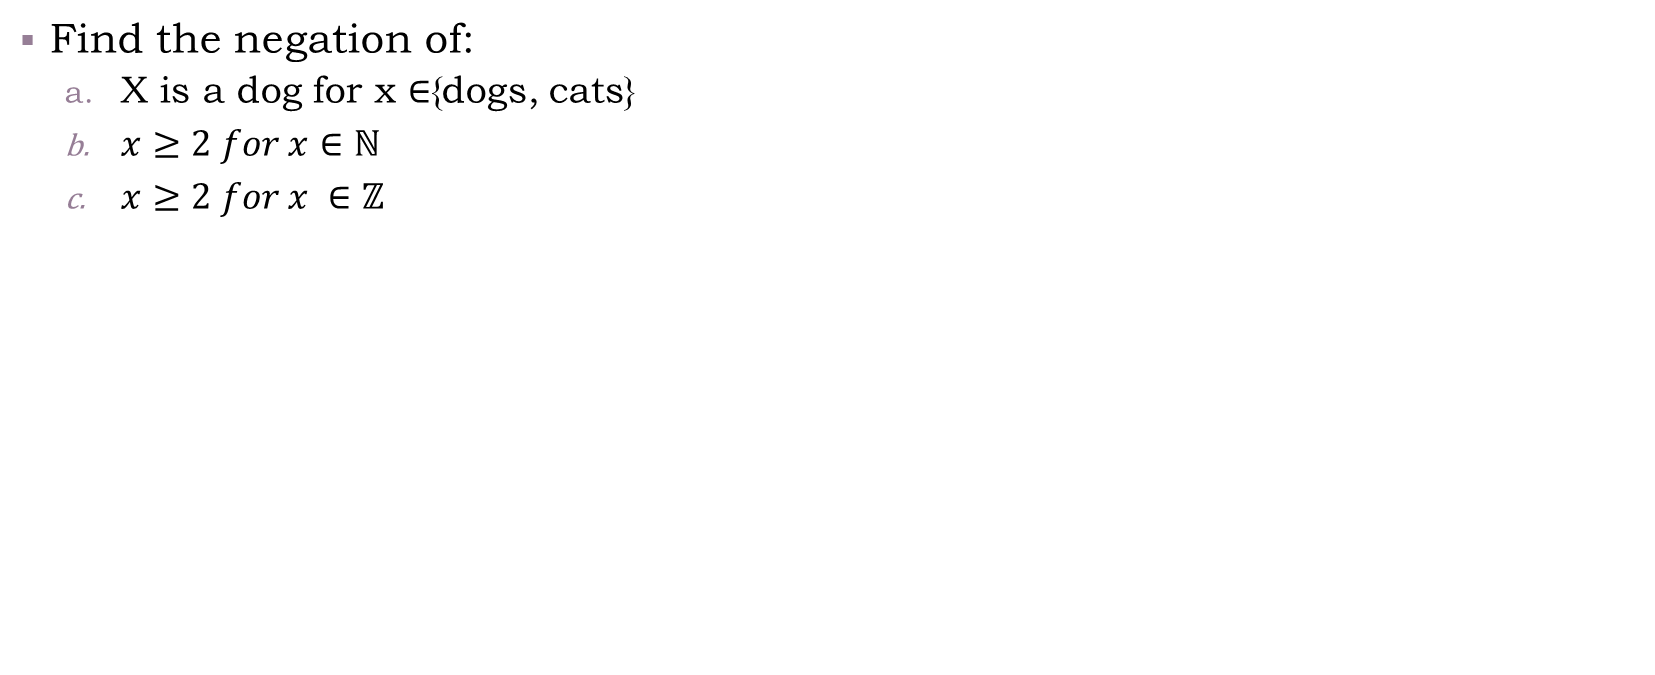 ▪ Find the negation of:
a. X is a dog for x ∈{dogs, cats}
b. x ≥ 2 for x ∈ ℕ
c. x ≥ 2 for x ∈ ℤ